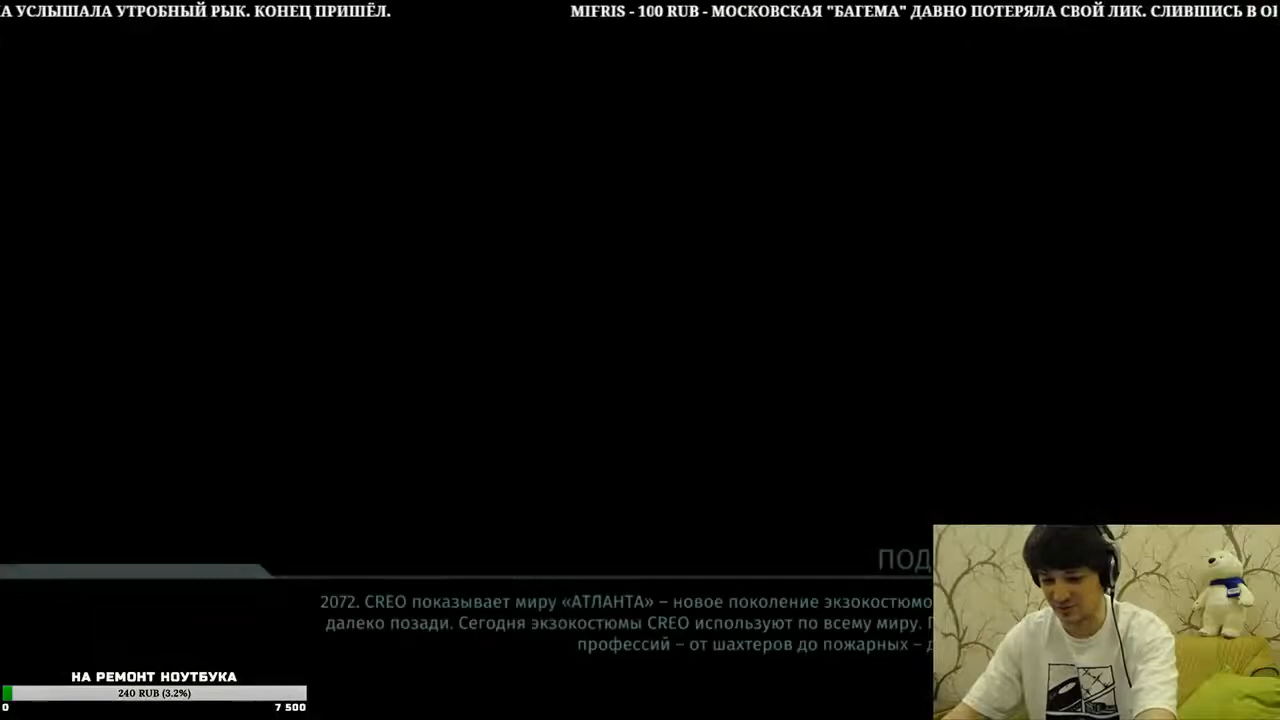 А УСЛЫШАЛА УТРОБНЫЙ РЫК. КОНЕЦ ПРИШЁЛ.
MIFRIS - 100 RUB - МОСКОВСКАЯ "БАГЕМА" ДАВНО ПОТЕРЯЛА СВОЙ ЛИК. СЛИВШИСЬ В
ПОД
2072. CREO показывает миру «АТЛАНТА» – новое поколение экзокостюмо
далеко позади. Сегодня экзокостюмы CREO используют по всему миру.
профессий – от шахтеров до пожарных –
НА РЕМОНТ НОУТБУКА
240 RUB (3.2%)
0
7 500